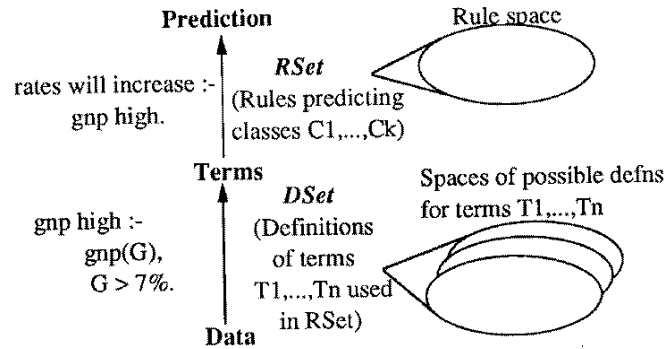 Prediction
Rule space
RSet
rates will increase :-
gnp high.
(Rules predicting
classes C1,...,Ck)
Terms
DSet
Spaces of possible defns
for terms T1,...,Tn
gnp high :-
gnp(G),
G > 7%.
(Definitions
of terms
T1,...,Tn used
in RSet)
Data